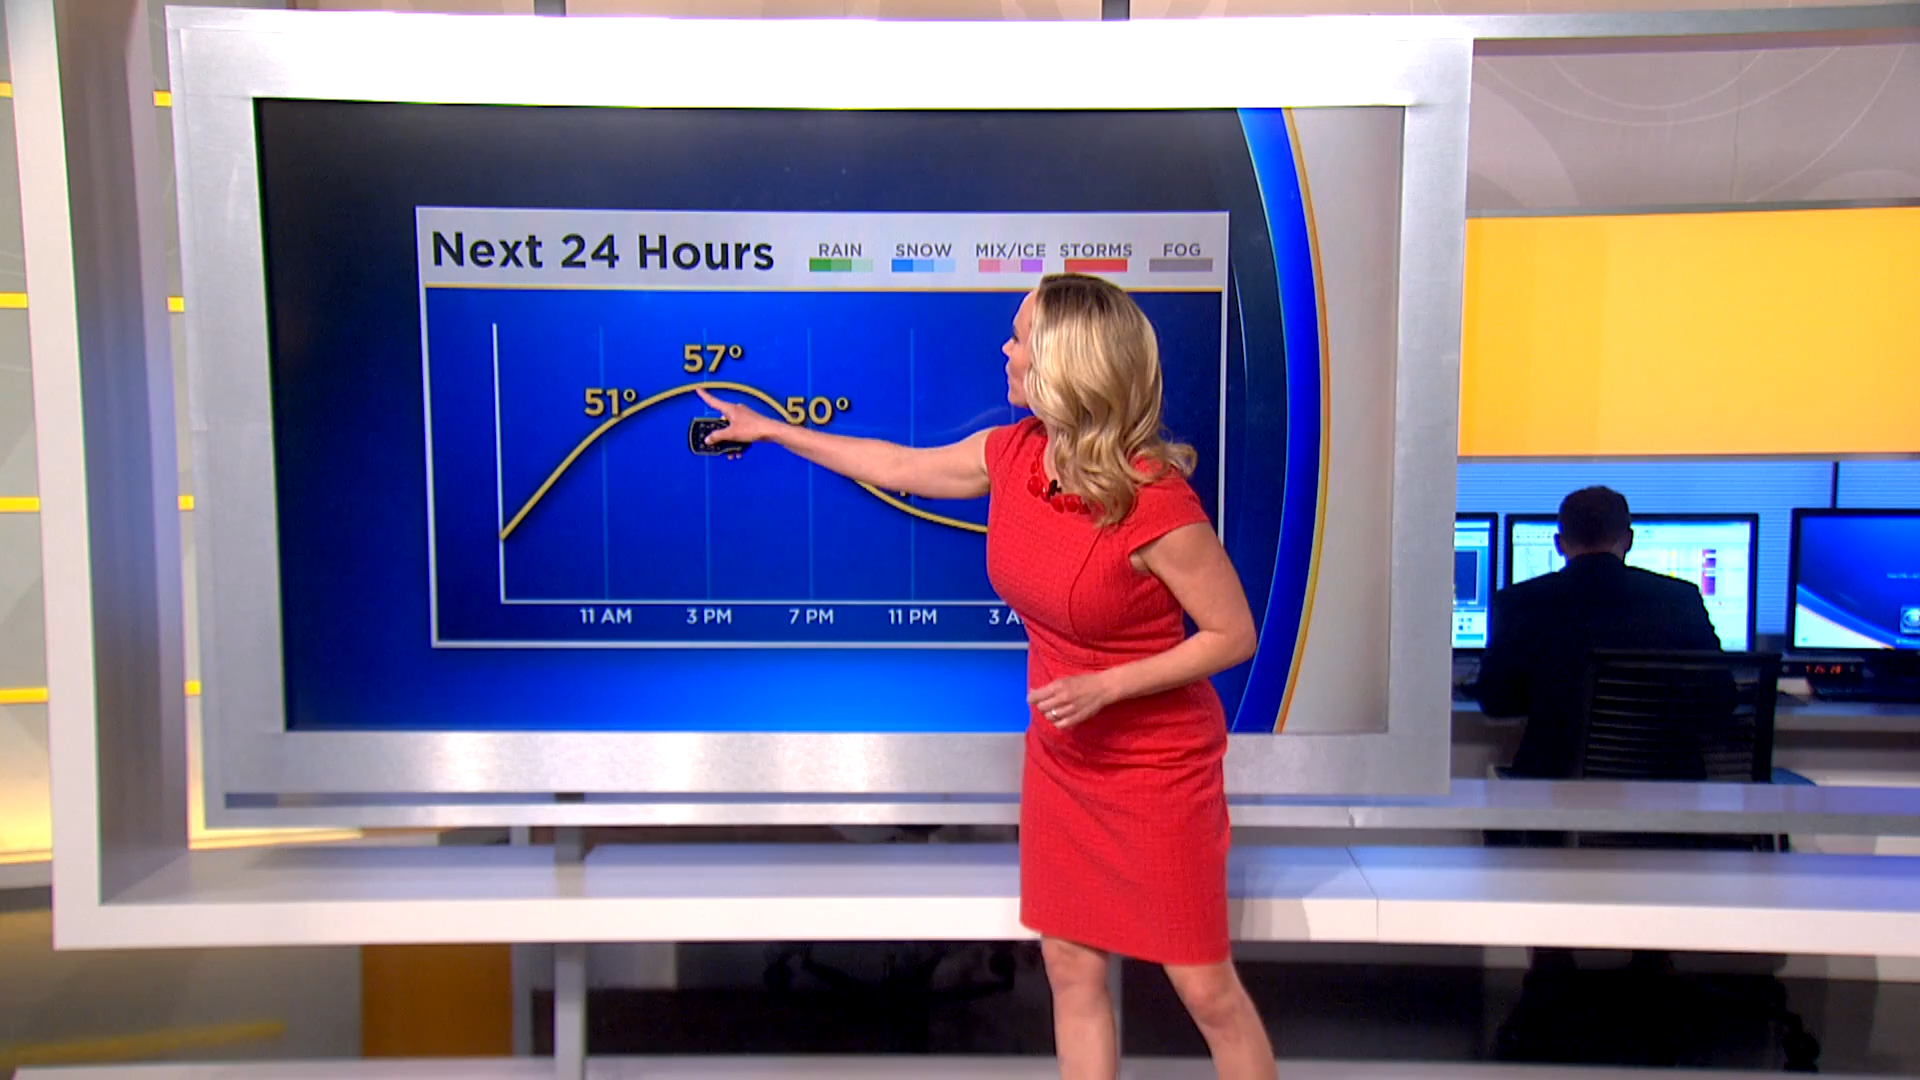 Next 24 Hours
RAIN SNOW MIX/ICE STORMS FOG
57°
51°
50°
11 AM 3 PM 7 PM 11 PM 3